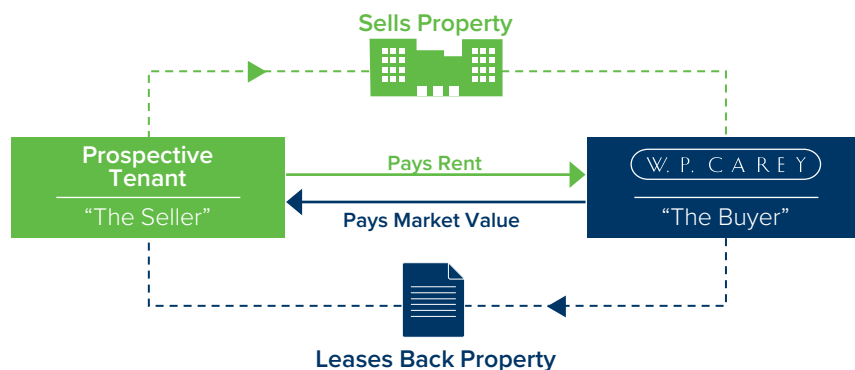 Sells Property
Prospective
Tenant
"The Seller"
Pays Rent
Pays Market Value
W. P. CAREY
"The Buyer"
Leases Back Property